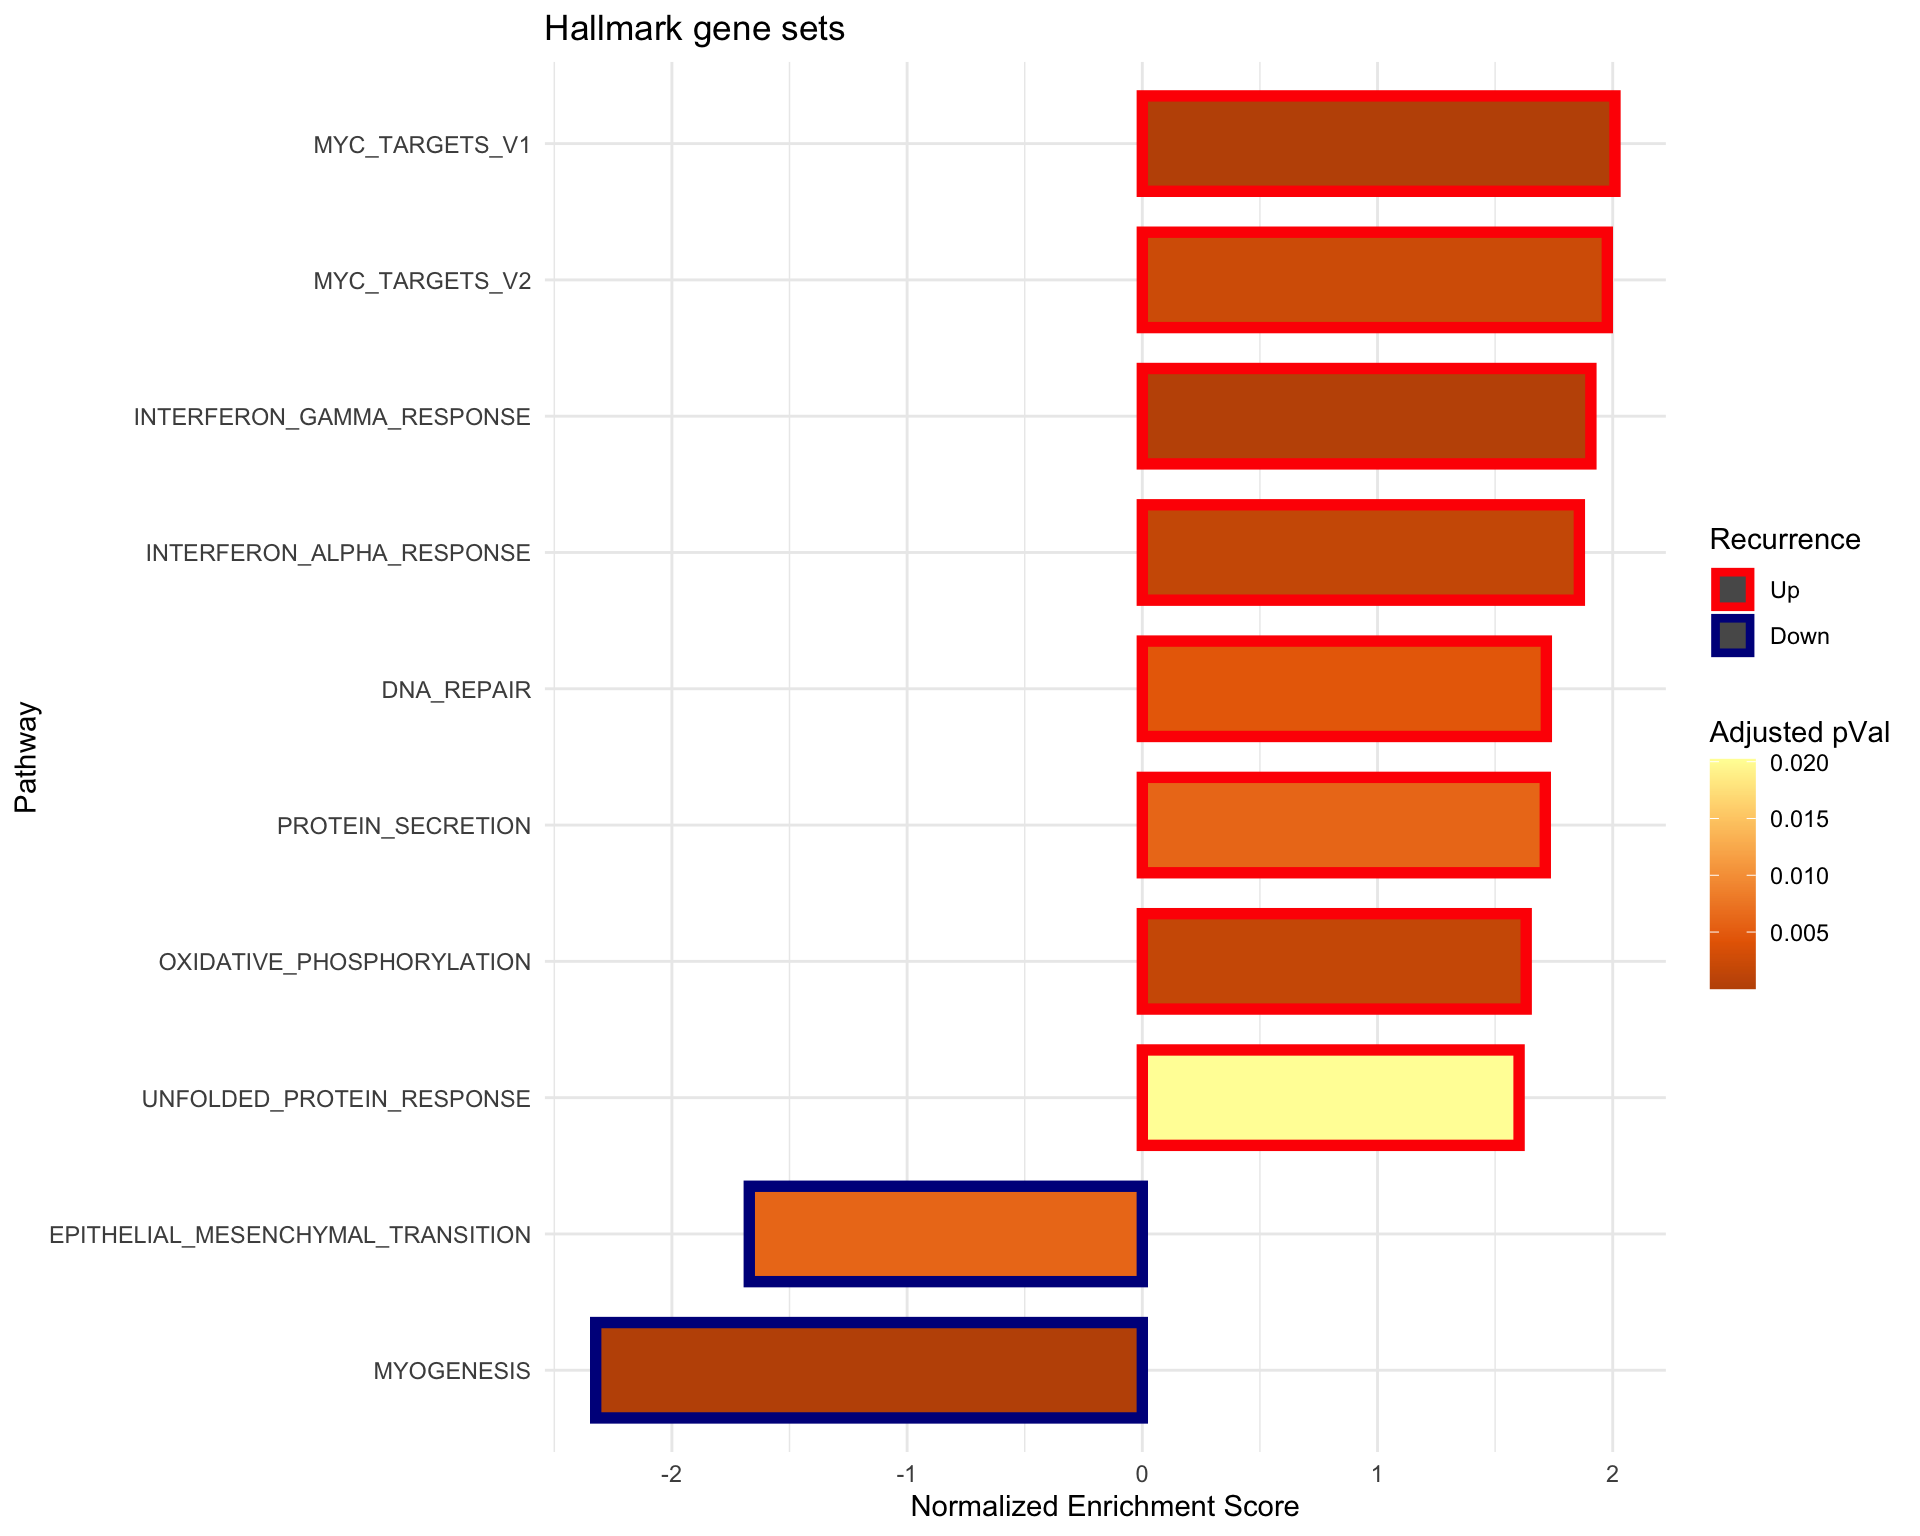 Hallmark gene sets
MYC_TARGETS_V1
MYC_TARGETS_V2
INTERFERON_GAMMA_RESPONSE
INTERFERON_ALPHA_RESPONSE
DNA_REPAIR
PROTEIN_SECRETION
OXIDATIVE_PHOSPHORYLATION
UNFOLDED_PROTEIN_RESPONSE
EPITHELIAL_MESENCHYMAL_TRANSITION
MYOGENESIS
Pathway
-2 -1 0 1 2
Normalized Enrichment Score
Recurrence
Up
Down
Adjusted pVal
0.020
0.015
0.010
0.005